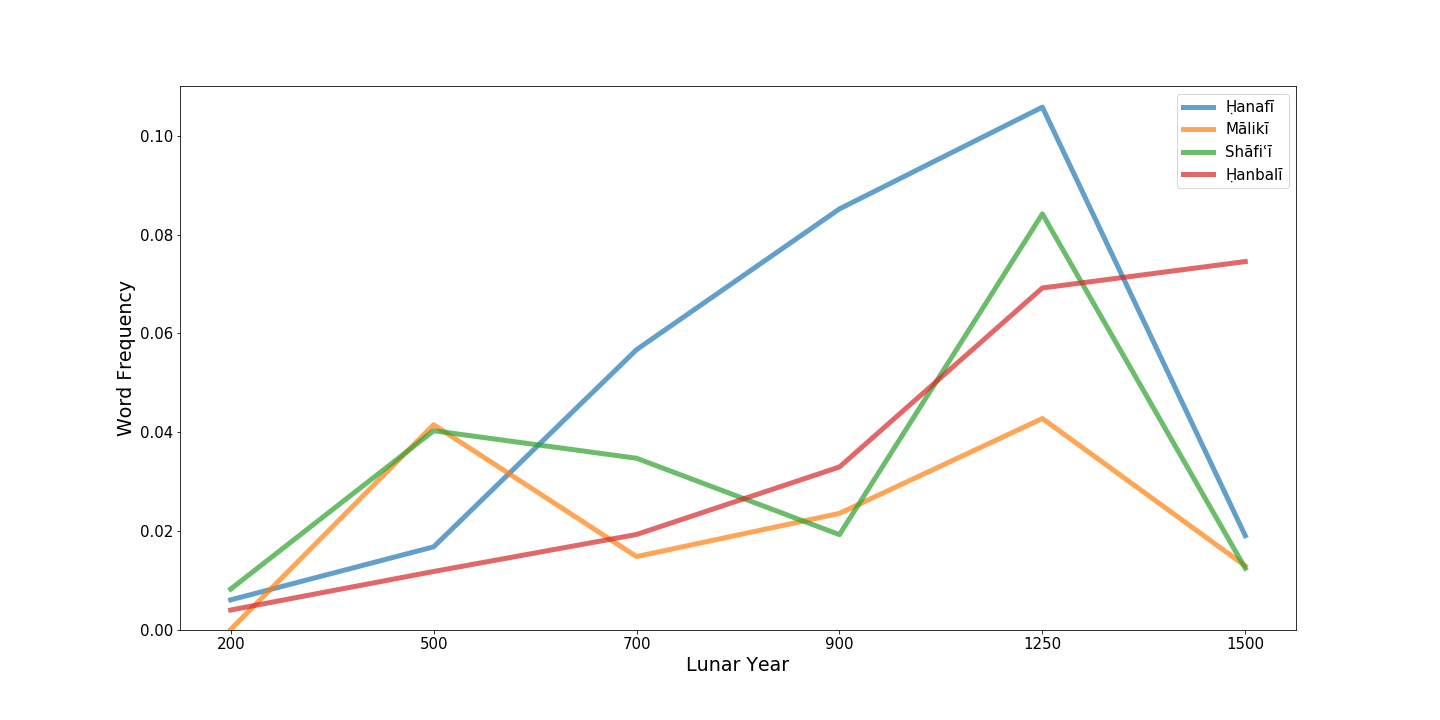 Ḥanafī
Mālikī
Shāfiʿī
Ḥanbalī
0.10
0.08
0.06
0.04
0.02
0.00
Word Frequency
200 500 700 900 1250 1500
Lunar Year